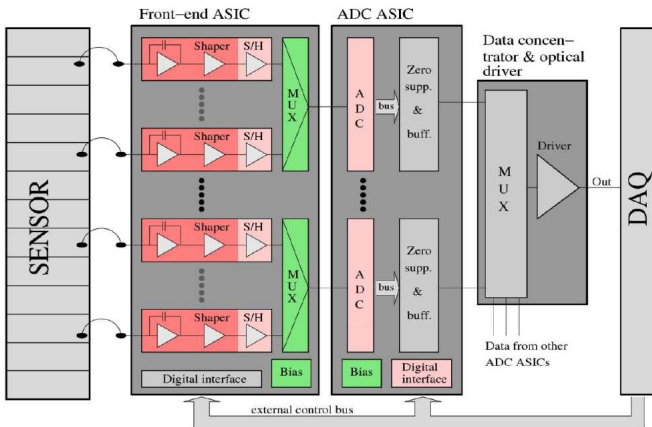 Front-end ASIC
ADC ASIC
Data concen-
trator & optical
driver
SENSOR
Shaper
S/H
Shaper
S/H
MUX
ADC
bus
Zero
supp.
&
buff.
MUX
Driver
Out
DAQ
Shaper
S/H
Shaper
S/H
MUX
ADC
bus
Zero
supp.
&
buff.
Data from other
ADC ASICs
Digital interface
Bias
Bias
Digital
interface
external control bus